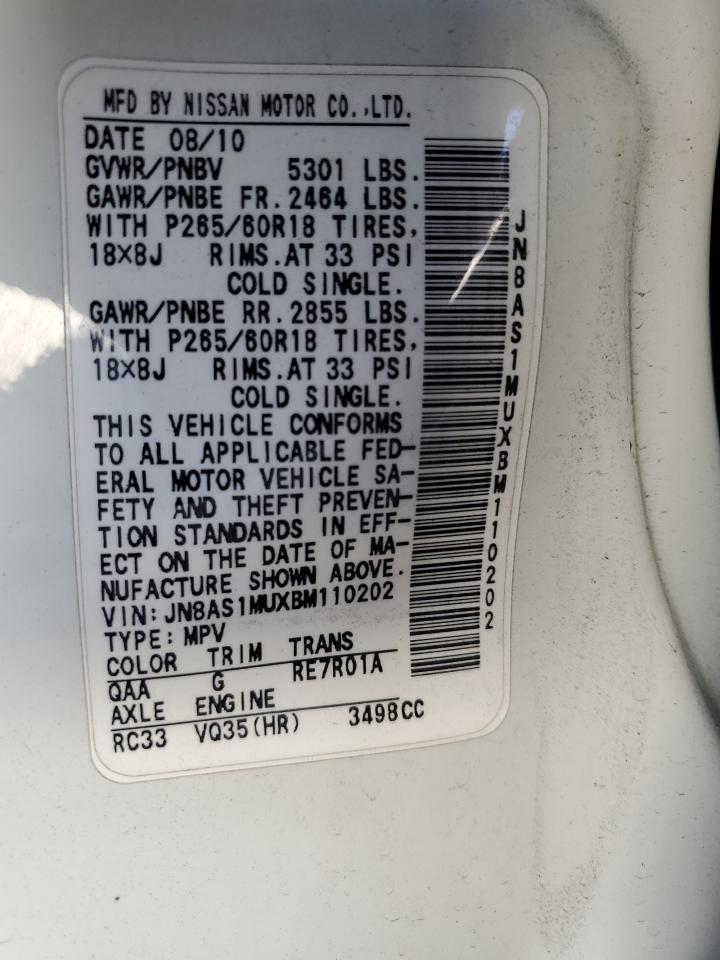 MFD BY NISSAN MOTOR CO.,LTD.
DATE 08/10
GVWR/PNBV 5301 LBS.
GAWR/PNBE FR. 2464 LBS.
WITH P265/60R18 TIRES,
18×8J RIMS. AT 33 PSI
COLD SINGLE.
GAWR/PNBE RR. 2855 LBS.
WITH P265/60R18 TIRES,
18×8J RIMS. AT 33 PSI
COLD SINGLE.
THIS VEHICLE CONFORMS
TO ALL APPLICABLE FED-
ERAL MOTOR VEHICLE SA-
FETY AND THEFT PREVEN-
TION STANDARDS IN EFF-
ECT ON THE DATE OF MA-
NUFACTURE SHOWN ABOVE.
VIN: JN8AS1MUXBM110202
TYPE: MPV
COLOR TRIM TRANS
QAA G RE7R01A
AXLE ENGINE
RC33 VQ35(HR) 3498CC
JN8AS1MUXBM110202